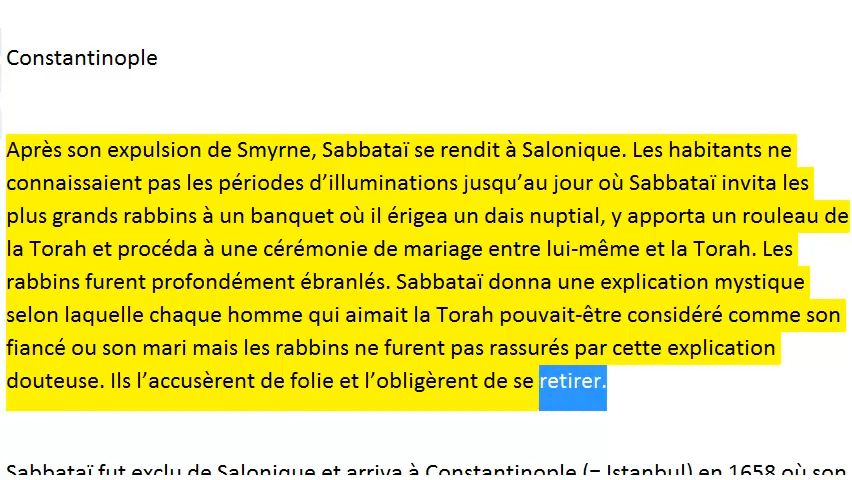 Constantinople
Après son expulsion de Smyrne, Sabbataï se rendit à Salonique. Les habitants ne
connaissaient pas les périodes d’illuminations jusqu’au jour où Sabbataï invita les
plus grands rabbins à un banquet où il érigea un dais nuptial, y apporta un rouleau de
la Torah et procéda à une cérémonie de mariage entre lui-même et la Torah. Les
rabbins furent profondément ébranlés. Sabbataï donna une explication mystique
selon laquelle chaque homme qui aimait la Torah pouvait-être considéré comme son
fiancé ou son mari mais les rabbins ne furent pas rassurés par cette explication
douteuse. Ils l’accusèrent de folie et l’obligèrent de se retirer.
Sabbataï fut exclu de Salonique et arriva à Constantinople (= Istanbul) en 1658 où son